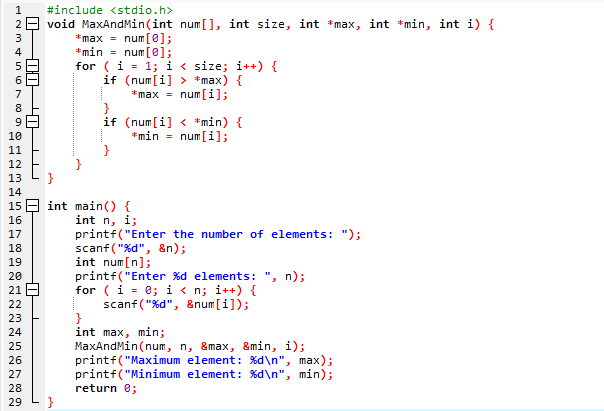 1 #include <stdio.h>
2 void MaxAndMin(int num[], int size, int *max, int *min, int i) {
3 *max = num[0];
4 *min = num[0];
5 for ( i = 1; i < size; i++) {
6 if (num[i] > *max) {
7 *max = num[i];
8 }
9 if (num[i] < *min) {
10 *min = num[i];
11 }
12 }
13 }
14
15 int main() {
16 int n, i;
17 printf("Enter the number of elements: ");
18 scanf("%d", &n);
19 int num[n];
20 printf("Enter %d elements: ", n);
21 for ( i = 0; i < n; i++) {
22 scanf("%d", &num[i]);
23 }
24 int max, min;
25 MaxAndMin(num, n, &max, &min, i);
26 printf("Maximum element: %d\n", max);
27 printf("Minimum element: %d\n", min);
28 return 0;
29 }